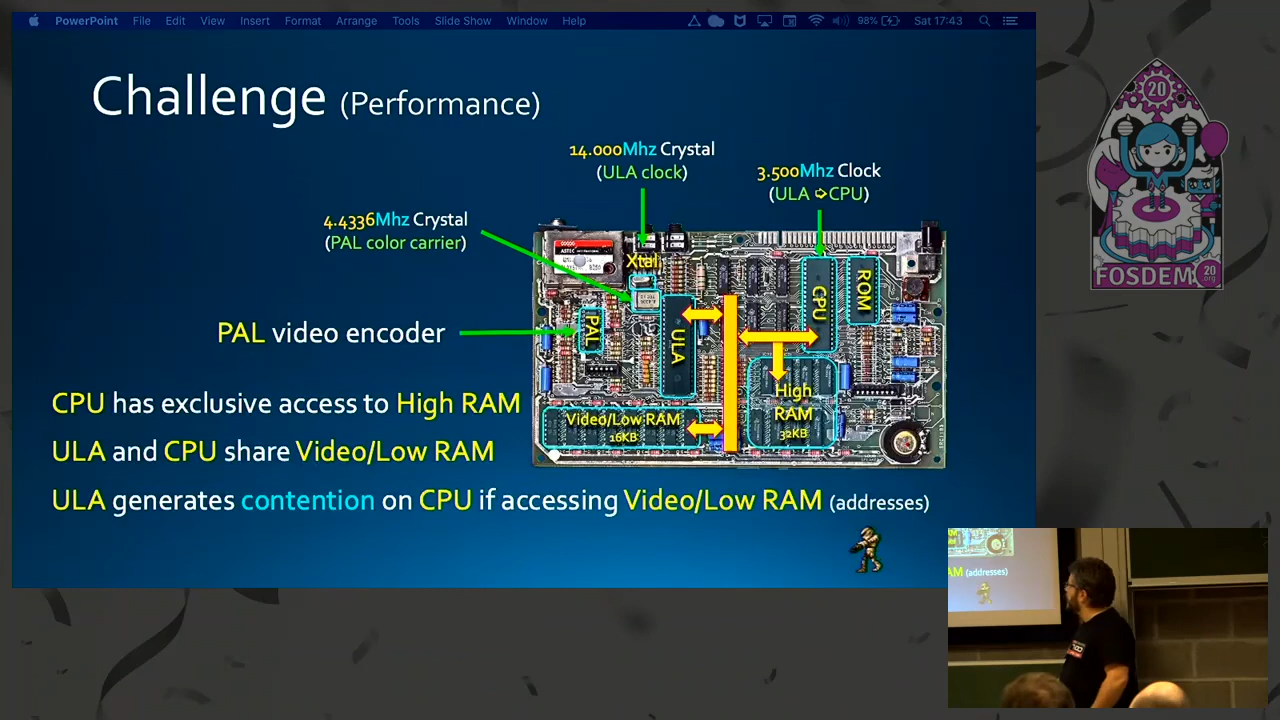 PowerPoint File Edit View Insert Format Arrange Tools Slide Show Window Help 98% Sat 17:43
Challenge (Performance)
14.000Mhz Crystal
(ULA clock)
3.500Mhz Clock
(ULA ➩CPU)
4.4336Mhz Crystal
(PAL color carrier)
Xtal
PAL
ULA
CPU
ROM
PAL video encoder
High
RAM
32KB
Video/Low RAM
16KB
CPU has exclusive access to High RAM
ULA and CPU share Video/Low RAM
ULA generates contention on CPU if accessing Video/Low RAM (addresses)
20
FOSDEM 20
.org
AM (addresses)